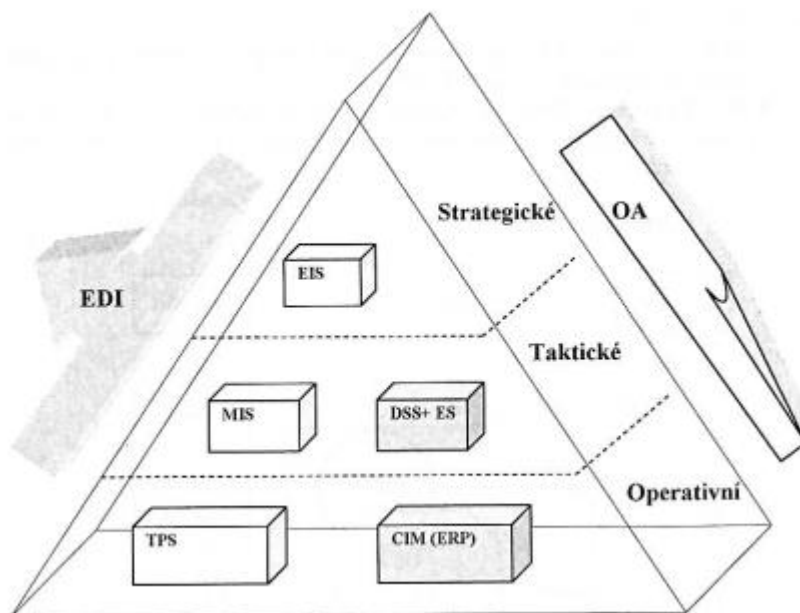 Strategické
OA
EIS
EDI
Taktické
MIS
DSS+ ES
Operativní
TPS
CIM (ERP)